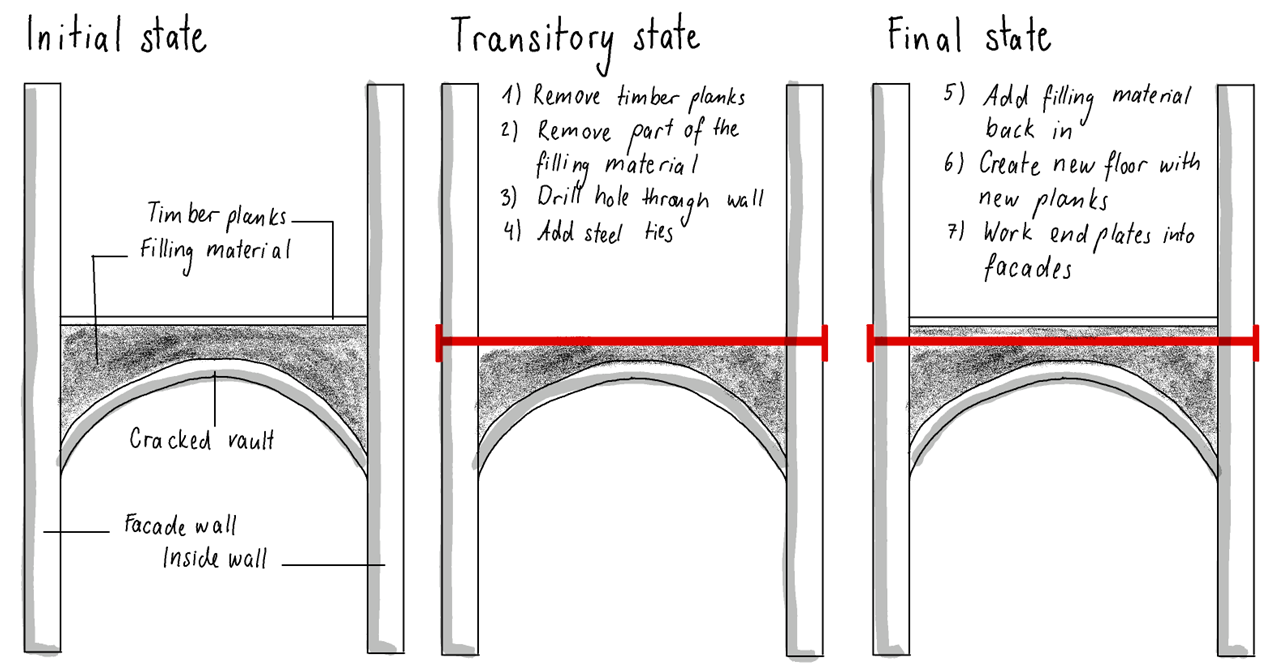 Initial state
Timber planks
Filling material
Cracked vault
Facade wall
Inside wall
Transitory state
1) Remove timber planks
2) Remove part of the
filling material
3) Drill hole through wall
4) Add steel ties
Final state
5) Add filling material
back in
6) Create new floor with
new planks
7) Work end plates into
facades